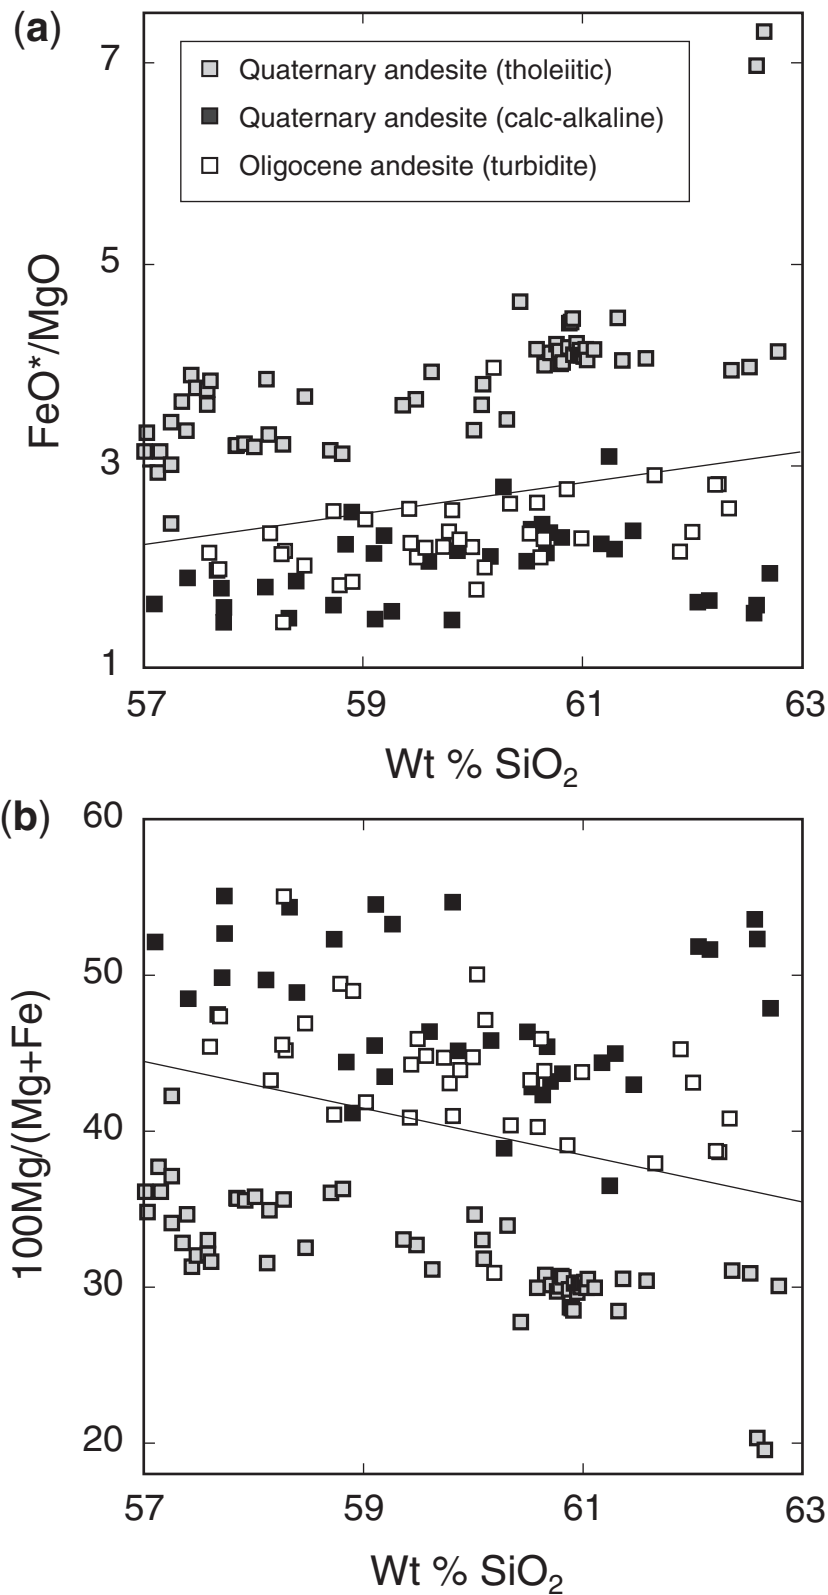 (a)
7
Quaternary andesite (tholeiitic)
Quaternary andesite (calc-alkaline)
Oligocene andesite (turbidite)
5
FeO*/MgO
3
1
57 59 61 63
Wt % SiO₂
(b)
60
50
100Mg/(Mg+Fe)
40
30
20
57 59 61 63
Wt % SiO₂